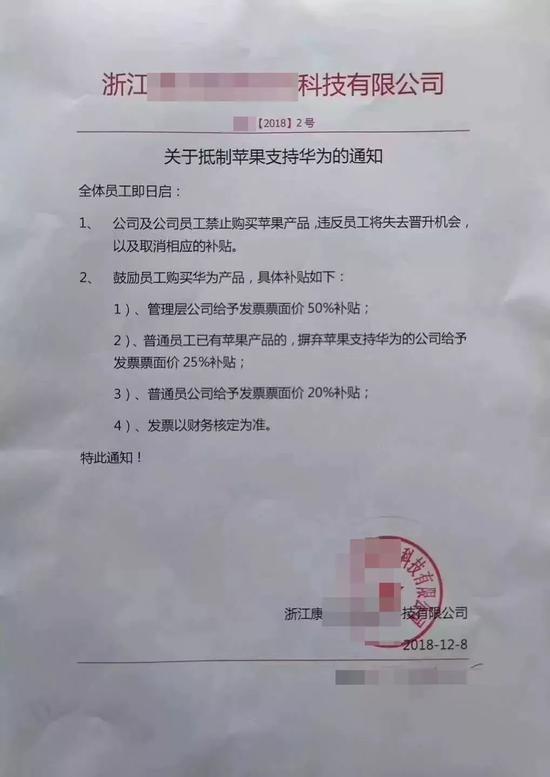 浙江 科技有限公司
【2018】2号
关于抵制苹果支持华为的通知
全体员工即日启：
1、 公司及公司员工禁止购买苹果产品,违反员工将失去晋升机会，
以及取消相应的补贴。
2、 鼓励员工购买华为产品，具体补贴如下：
1）、管理层公司给予发票票面价50%补贴；
2）、普通员工已有苹果产品的，摒弃苹果支持华为的公司给予
发票票面价25%补贴；
3）、普通员公司给予发票票面价20%补贴；
4）、发票以财务核定为准。
特此通知！
科技有限公司
浙江康 技有限公司
2018-12-8